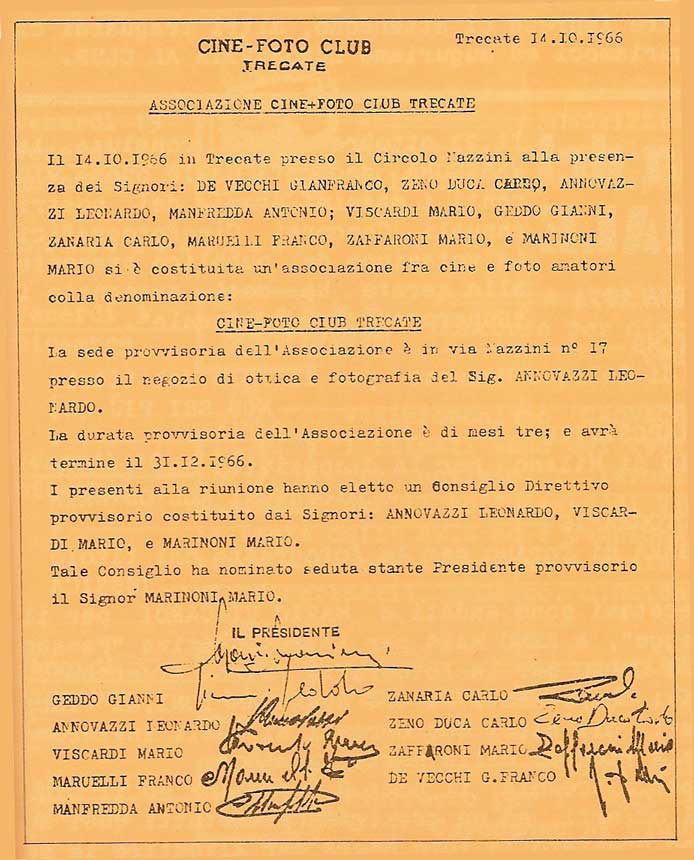 CINE-FOTO CLUB
TRECATE
Trecate 14.10.1966
ASSOCIAZIONE CINE+FOTO CLUB TRECATE
Il 14.10.1966 in Trecate presso il Circolo Mazzini alla presen-
za dei Signori: DE VECCHI GIANFRANCO, ZENO DUCA CARLO, ANNOVAZ-
ZI LEONARDO, MANFREDDA ANTONIO; VISCARDI MARIO, GEDDO GIANNI,
ZANARIA CARLO, MARUELLI FRANCO, ZAFFARONI MARIO, e MARINONI
MARIO si è costituita un'associazione fra cine e foto amatori
colla denominazione:
CINE-FOTO CLUB TRECATE
La sede provvisoria dell'Associazione è in via Mazzini n° 17
presso il negozio di ottica e fotografia del Sig. ANNOVAZZI LEO-
NARDO.
La durata provvisoria dell'Associazione è di mesi tre; e avrà
termine il 31.12.1966.
I presenti alla riunione hanno eletto un Consiglio Direttivo
provvisorio costituito dai Signori: ANNOVAZZI LEONARDO, VISCAR-
DI MARIO, e MARINONI MARIO.
Tale Consiglio ha nominato seduta stante Presidente provvisorio
il Signor MARINONI MARIO.
IL PRESIDENTE
GEDDO GIANNI
ANNOVAZZI LEONARDO
VISCARDI MARIO
MARUELLI FRANCO
MANFREDDA ANTONIO
ZANARIA CARLO
ZENO DUCA CARLO Zeno Duca Carlo
ZAFFARONI MARIO Zaffaroni Mario
DE VECCHI G.FRANCO